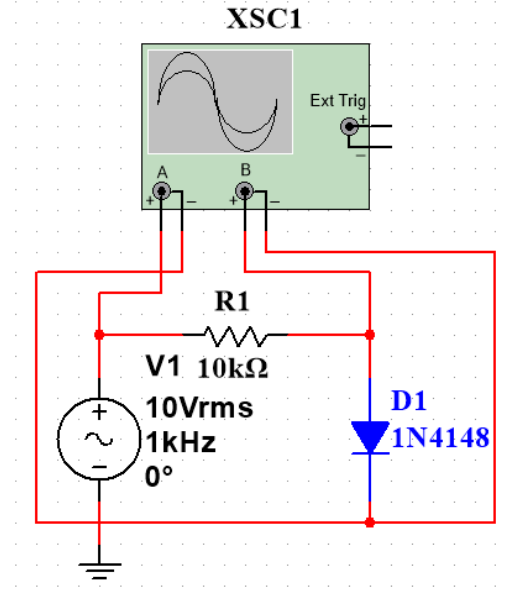 XSC1
Ext Trig
+
–
A
B
+
–
+
–
R1
10kΩ
V1
10Vrms
1kHz
0°
+
–
D1
1N4148